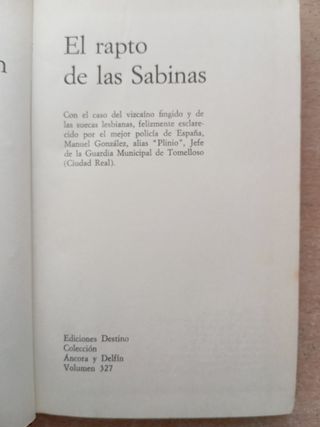 El rapto
de las Sabinas
Con el caso del vizcaíno fingido y de
las suecas lesbianas, felizmente esclare-
cido por el mejor policía de España,
Manuel González, alias "Plinio", Jefe
de la Guardia Municipal de Tomelloso
(Ciudad Real).
Ediciones Destino
Colección
Áncora y Delfín
Volumen 327